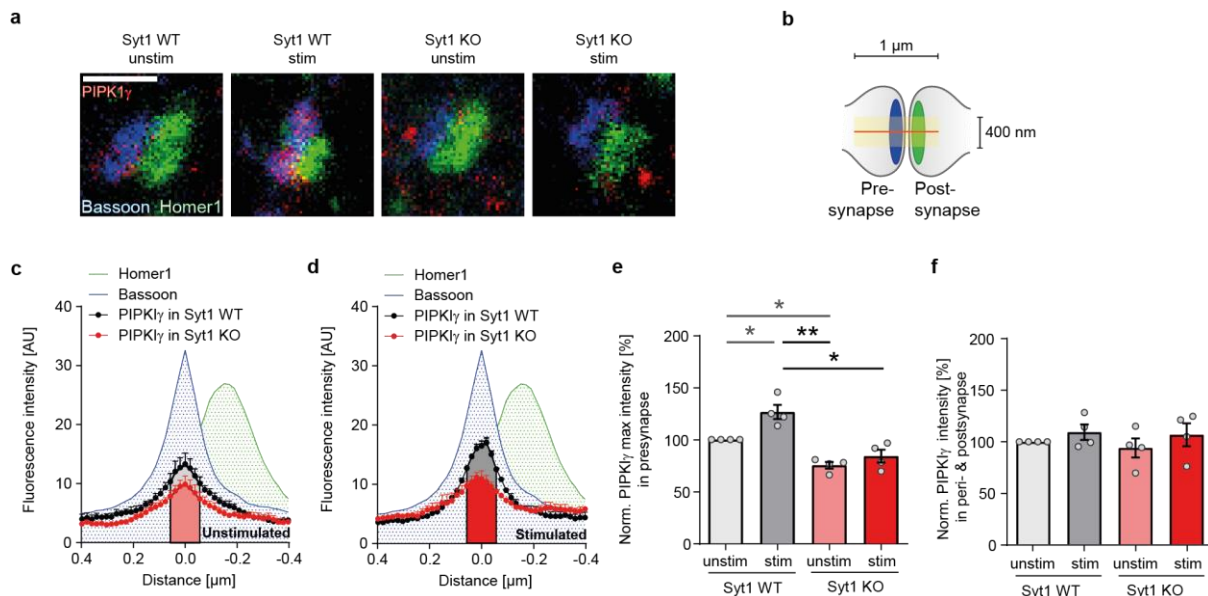 a
Syt1 WT
unstim
Syt1 WT
stim
Syt1 KO
unstim
Syt1 KO
stim
PIPK1γ
Bassoon Homer1
b
1 μm
400 nm
Pre-
synapse
Post-
synapse
c
Homer1
Bassoon
PIPKIγ in Syt1 WT
PIPKIγ in Syt1 KO
Fluorescence intensity [AU]
40
30
20
10
0
Unstimulated
0.4 0.2 0.0 -0.2 -0.4
Distance [μm]
d
Homer1
Bassoon
PIPKIγ in Syt1 WT
PIPKIγ in Syt1 KO
Fluorescence intensity [AU]
40
30
20
10
0
Stimulated
0.4 0.2 0.0 -0.2 -0.4
Distance [μm]
e
Norm. PIPKIγ max intensity [%]
in presynapse
200
150
100
50
0
*
* **
*
unstim stim unstim stim
Syt1 WT Syt1 KO
f
Norm. PIPKIγ intensity [%]
in peri- & postsynapse
200
150
100
50
0
unstim stim unstim stim
Syt1 WT Syt1 KO